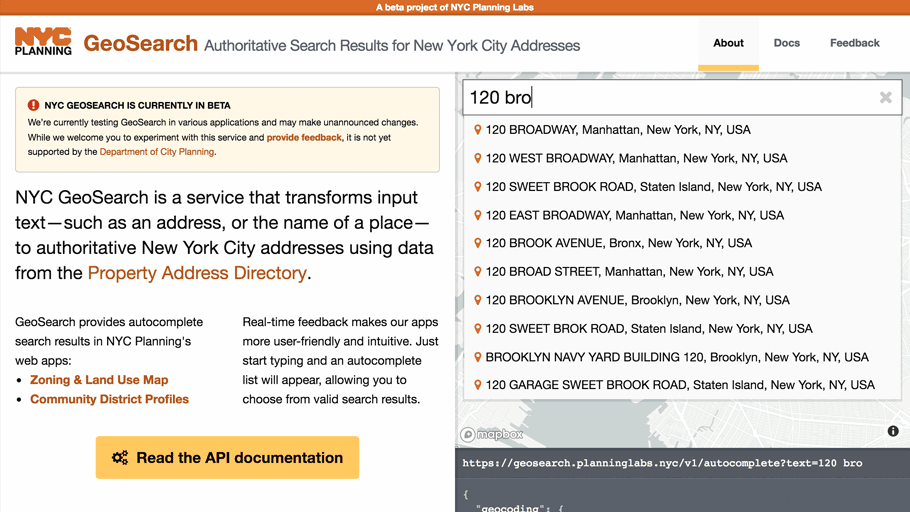 A beta project of NYC Planning Labs
NYC
PLANNING
GeoSearch Authoritative Search Results for New York City Addresses
About
Docs
Feedback
NYC GEOSEARCH IS CURRENTLY IN BETA
We're currently testing GeoSearch in various applications and may make unannounced changes.
While we welcome you to experiment with this service and provide feedback, it is not yet
supported by the Department of City Planning.
NYC GeoSearch is a service that transforms input
text—such as an address, or the name of a place—
to authoritative New York City addresses using data
from the Property Address Directory.
GeoSearch provides autocomplete
search results in NYC Planning's
web apps:
• Zoning & Land Use Map
• Community District Profiles
Real-time feedback makes our apps
more user-friendly and intuitive. Just
start typing and an autocomplete
list will appear, allowing you to
choose from valid search results.
Read the API documentation
120 bro
120 BROADWAY, Manhattan, New York, NY, USA
120 WEST BROADWAY, Manhattan, New York, NY, USA
120 SWEET BROOK ROAD, Staten Island, New York, NY, USA
120 EAST BROADWAY, Manhattan, New York, NY, USA
120 BROOK AVENUE, Bronx, New York, NY, USA
120 BROAD STREET, Manhattan, New York, NY, USA
120 BROOKLYN AVENUE, Brooklyn, New York, NY, USA
120 SWEET BROK ROAD, Staten Island, New York, NY, USA
BROOKLYN NAVY YARD BUILDING 120, Brooklyn, New York, NY, USA
120 GARAGE SWEET BROOK ROAD, Staten Island, New York, NY, USA
mapbox
https://geosearch.planninglabs.nyc/v1/autocomplete?text=120 bro
{
"geocoding": {